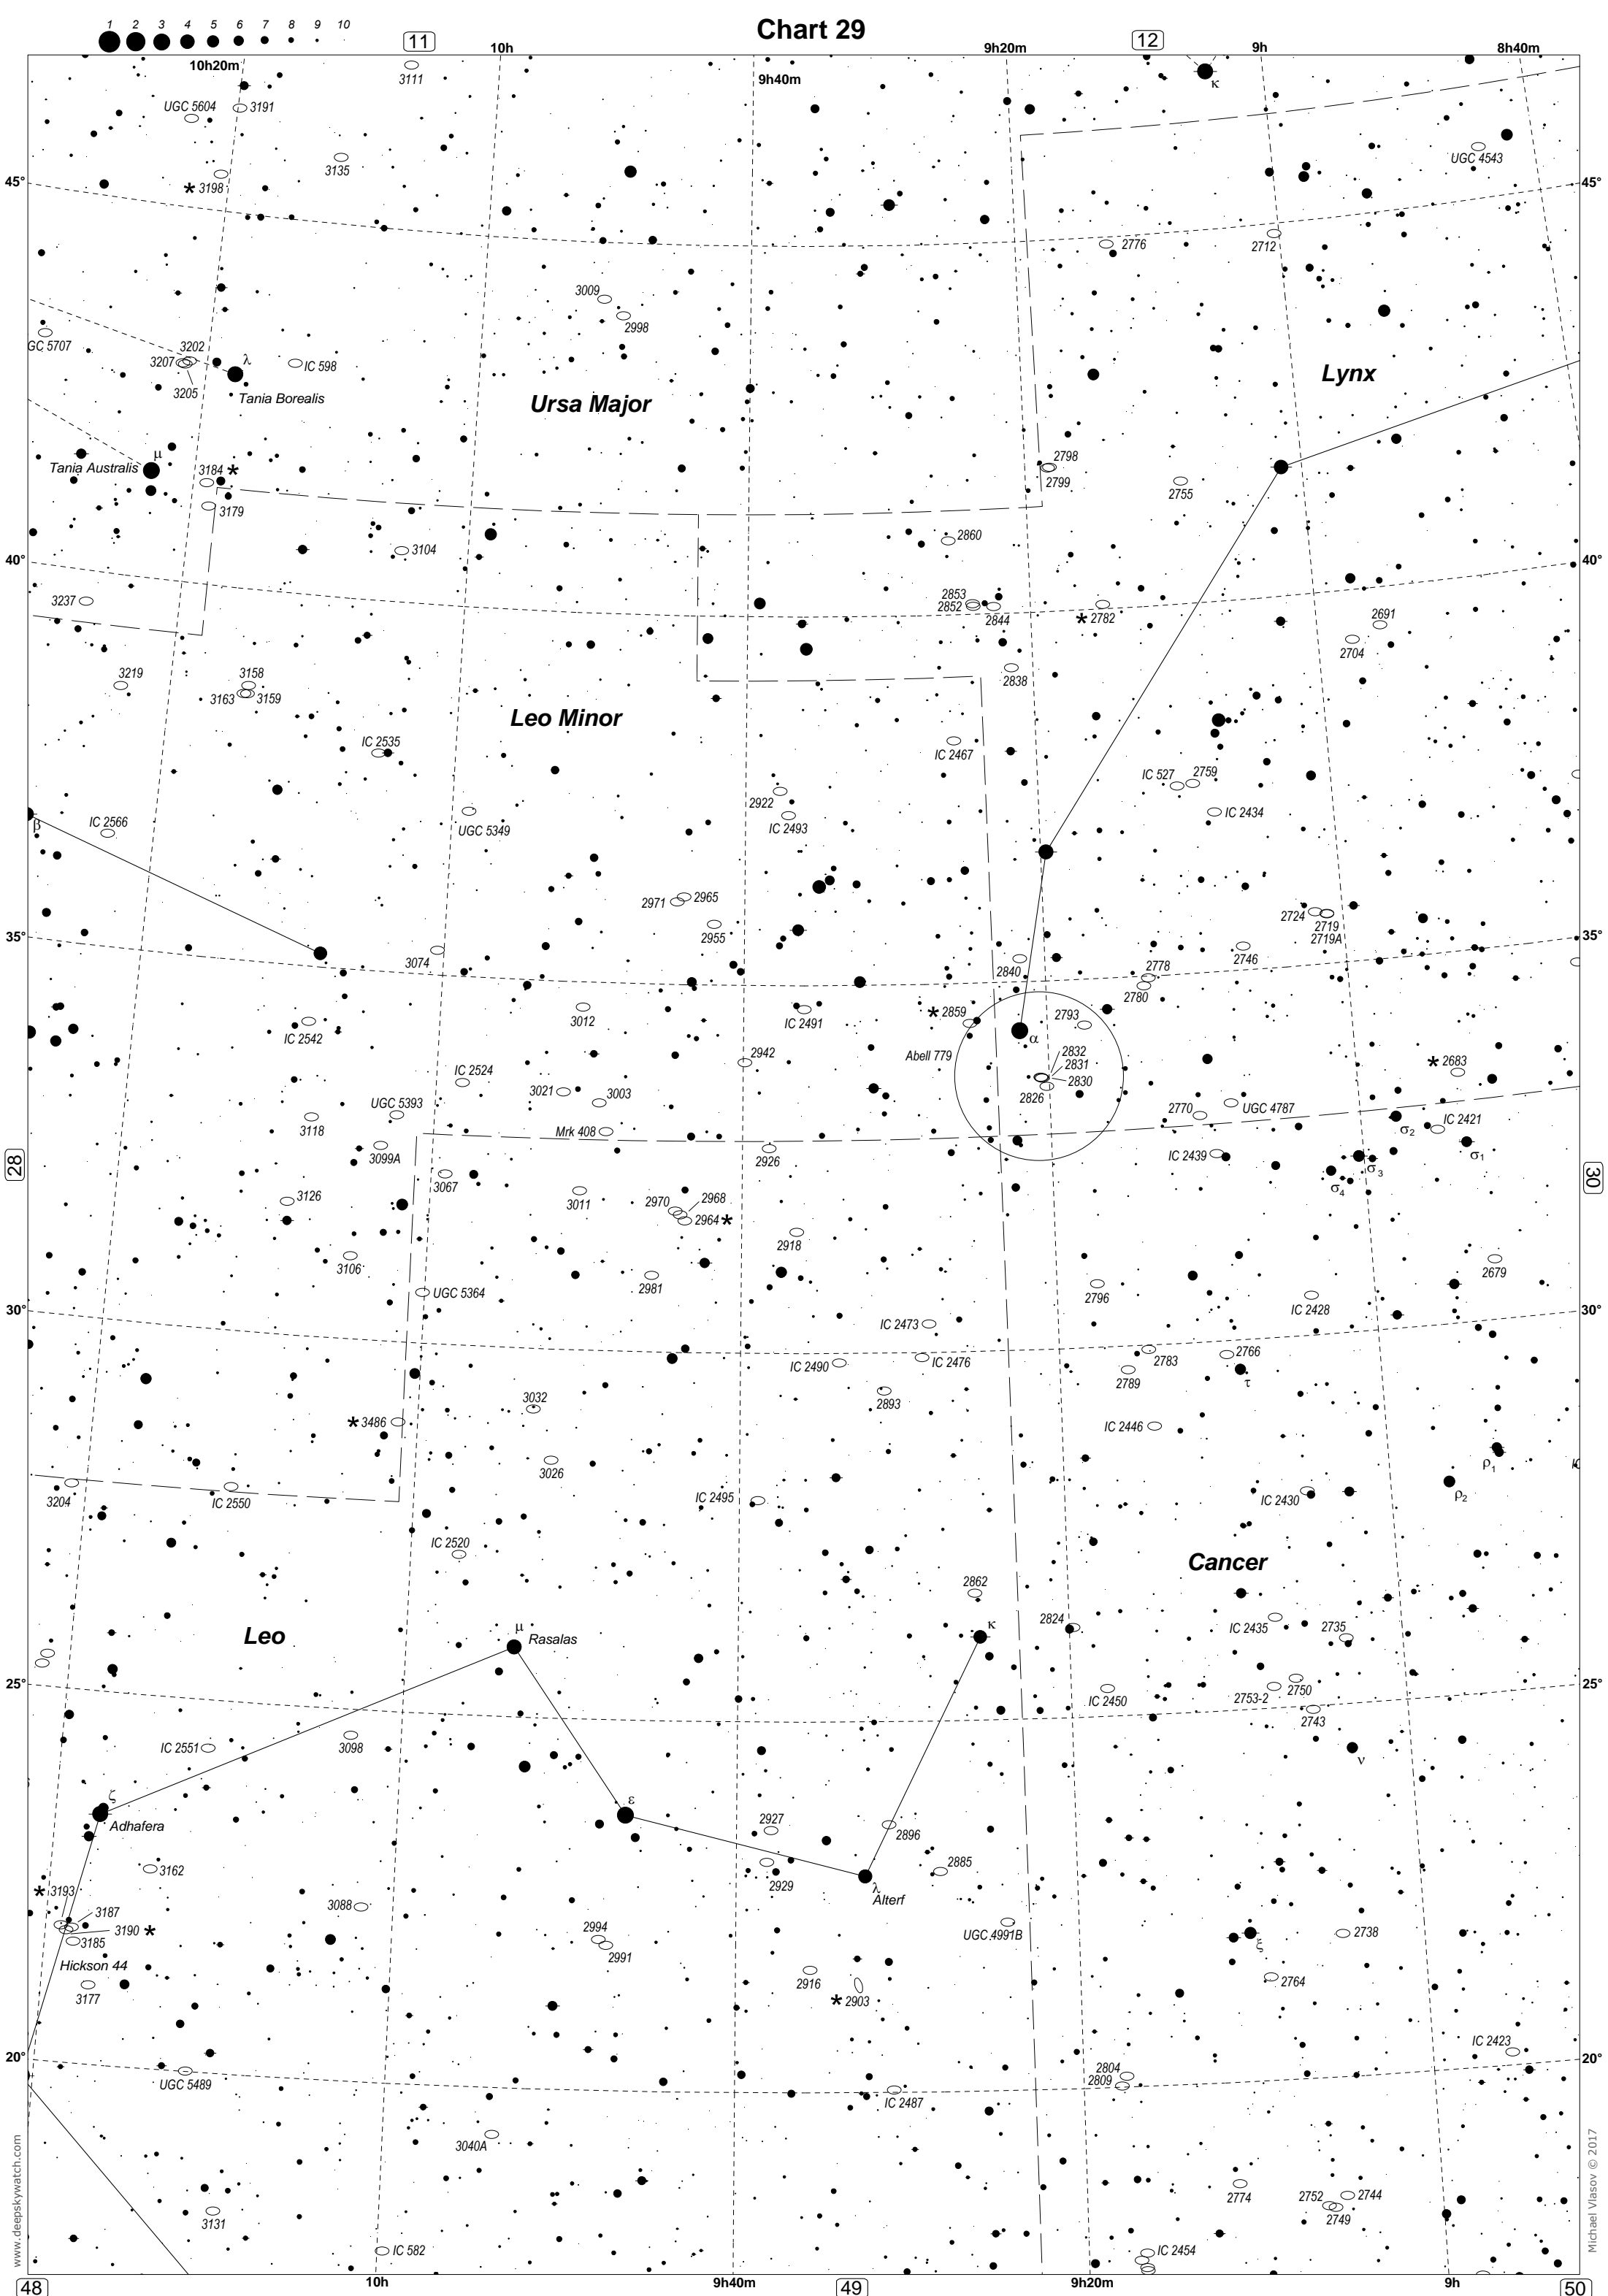 Chart 29
1 2 3 4 5 6 7 8 9 10
11
12
10h
9h20m
9h
8h40m
10h20m
9h40m
3111
κ
UGC 5604
3191
3135
UGC 4543
* 3198
45°
45°
2776
2712
3009
2998
GC 5707
3202
3207
3205
λ
IC 598
Tania Borealis
Ursa Major
Lynx
μ
Tania Australis
3184 *
3179
2798
2799
2755
2860
3104
40°
40°
3237
2853
2852
2844
* 2782
2691
2704
3219
3158
3163
3159
2838
Leo Minor
IC 2535
IC 2467
IC 527
2759
2922
IC 2493
IC 2434
β
IC 2566
UGC 5349
2965
2971
2955
2724
2719
2719A
35°
35°
3074
2840
2778
2780
2746
3012
IC 2491
* 2859
2793
IC 2542
α
Abell 779
2942
2832
2831
2830
2826
* 2683
IC 2524
3021
3003
UGC 5393
3118
Mrk 408
2770
UGC 4787
IC 2421
σ2
σ1
3099A
2926
IC 2439
σ3
σ4
28
30
3067
3126
3011
2970
2968
2964 *
2918
3106
2981
2679
UGC 5364
2796
IC 2428
30°
30°
IC 2473
IC 2490
IC 2476
2783
2766
2789
τ
2893
3032
* 3486
IC 2446
3026
ρ1
3204
IC 2550
IC 2495
IC 2430
ρ2
IC 2520
Cancer
2862
Leo
μ
Rasalas
κ
2824
IC 2435
2735
25°
25°
IC 2450
2753-2
2750
2743
IC 2551
3098
ν
ζ
Adhafera
ε
2927
2896
3162
2929
2885
λ
Alterf
* 3193
3187
3190 *
3185
3088
2994
2991
UGC 4991B
2738
ξ
Hickson 44
3177
2916
* 2903
2764
IC 2423
20°
20°
UGC 5489
2804
2809
IC 2487
3040A
2774
2752
2744
2749
3131
IC 582
IC 2454
www.deepskywatch.com
Michael Vlasov © 2017
48
10h
9h40m
49
9h20m
9h
50